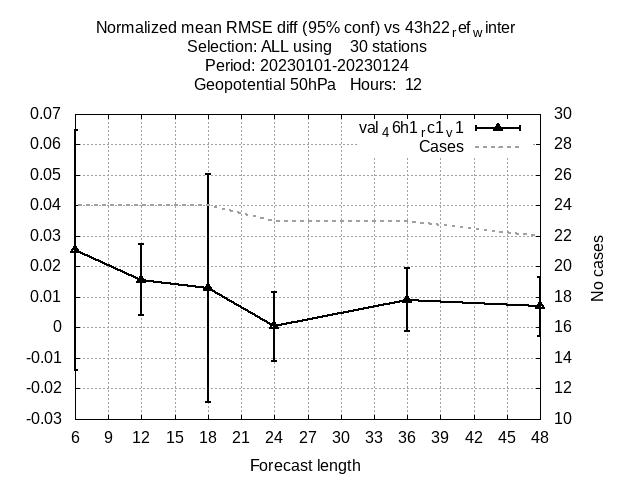 Normalized mean RMSE diff (95% conf) vs 43h22refwinter
Selection: ALL using 30 stations
Period: 20230101-20230124
Geopotential 50hPa Hours: 12
val46h1rc1v1
Cases
0.07
0.06
0.05
0.04
0.03
0.02
0.01
0
-0.01
-0.02
-0.03
30
28
26
24
22
20
18
16
14
12
10
No cases
6 9 12 15 18 21 24 27 30 33 36 39 42 45 48
Forecast length